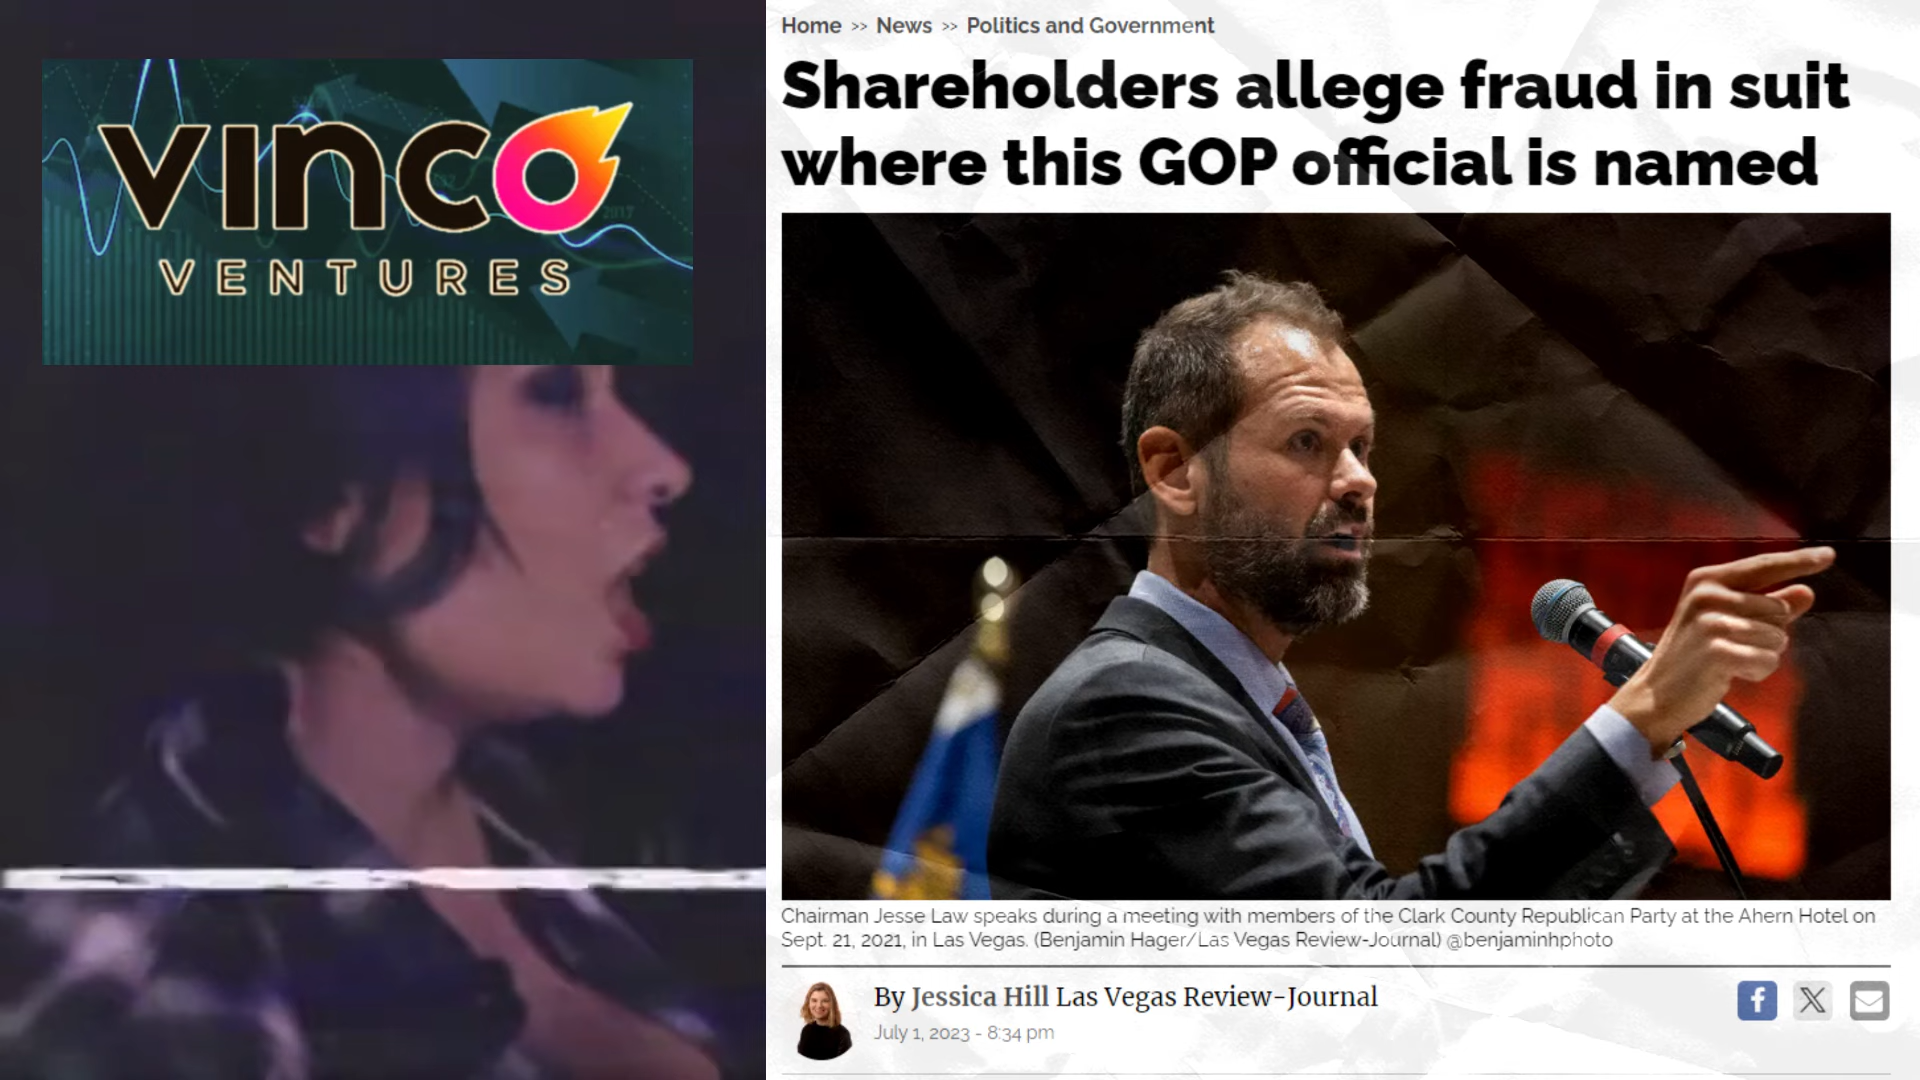 vinco
VENTURES
Home >> News >> Politics and Government
Shareholders allege fraud in suit
where this GOP official is named
Chairman Jesse Law speaks during a meeting with members of the Clark County Republican Party at the Ahern Hotel on
Sept. 21, 2021, in Las Vegas. (Benjamin Hager/Las Vegas Review-Journal) @benjaminhphoto
By Jessica Hill Las Vegas Review-Journal
July 1, 2023 - 8:34 pm